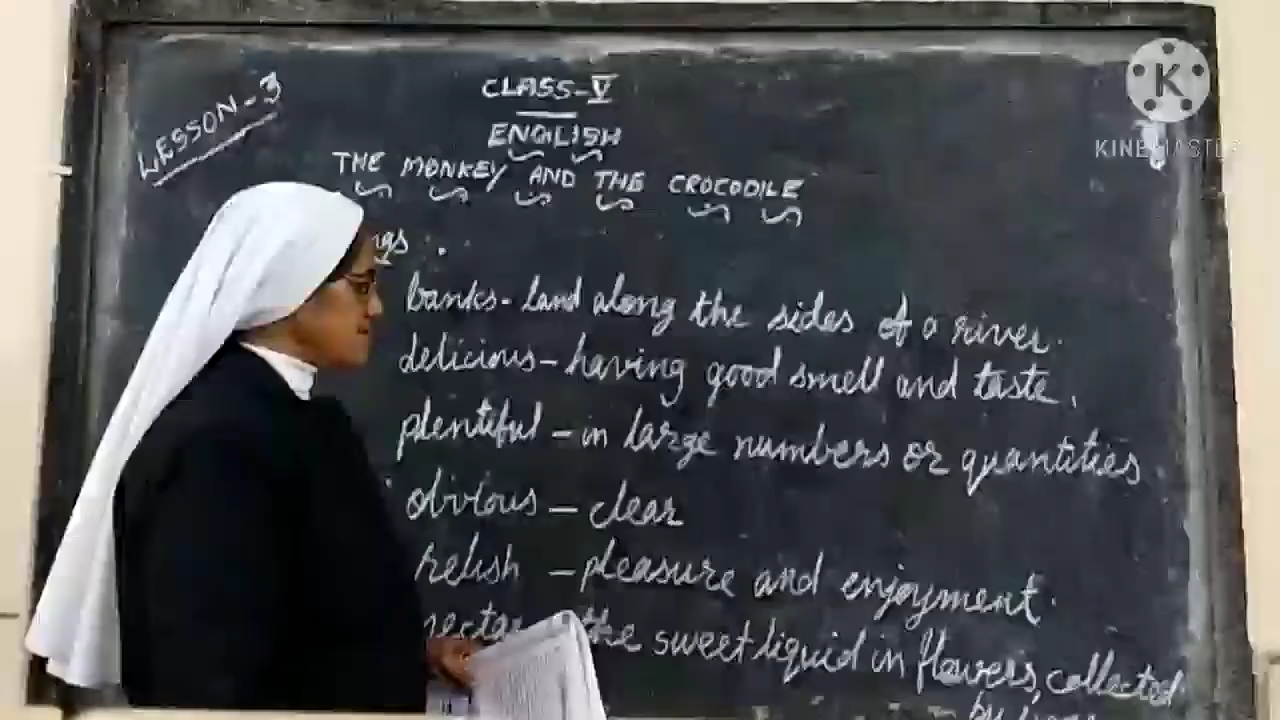 LESSON-3
CLASS-V
ENGLISH
THE MONKEY AND THE CROCODILE
banks - land along the sides of a river.
delicious - having good smell and taste.
plentiful - in large numbers or quantities
obvious - clear
relish - pleasure and enjoyment.
the sweet liquid in flowers, collected
by
KINEMASTER